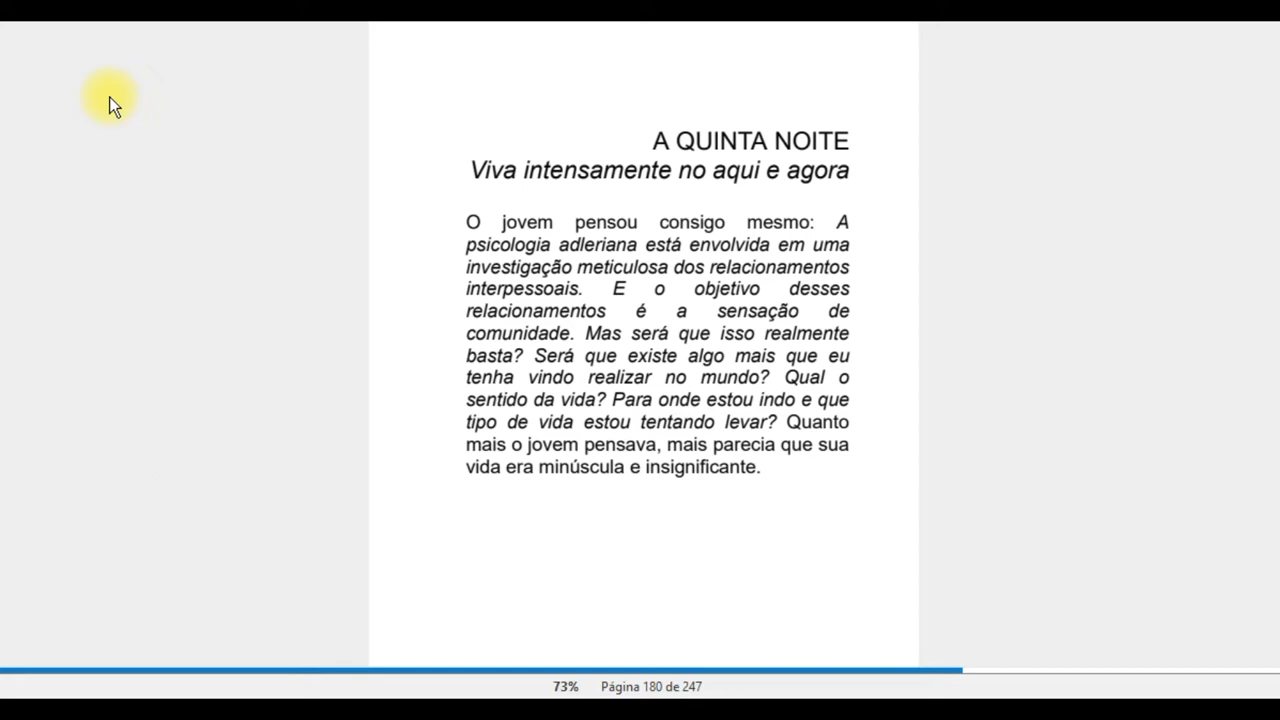 A QUINTA NOITE
Viva intensamente no aqui e agora
O jovem pensou consigo mesmo: A
psicologia adleriana está envolvida em uma
investigação meticulosa dos relacionamentos
interpessoais. E o objetivo desses
relacionamentos é a sensação de
comunidade. Mas será que isso realmente
basta? Será que existe algo mais que eu
tenha vindo realizar no mundo? Qual o
sentido da vida? Para onde estou indo e que
tipo de vida estou tentando levar? Quanto
mais o jovem pensava, mais parecia que sua
vida era minúscula e insignificante.
73% Página 180 de 247